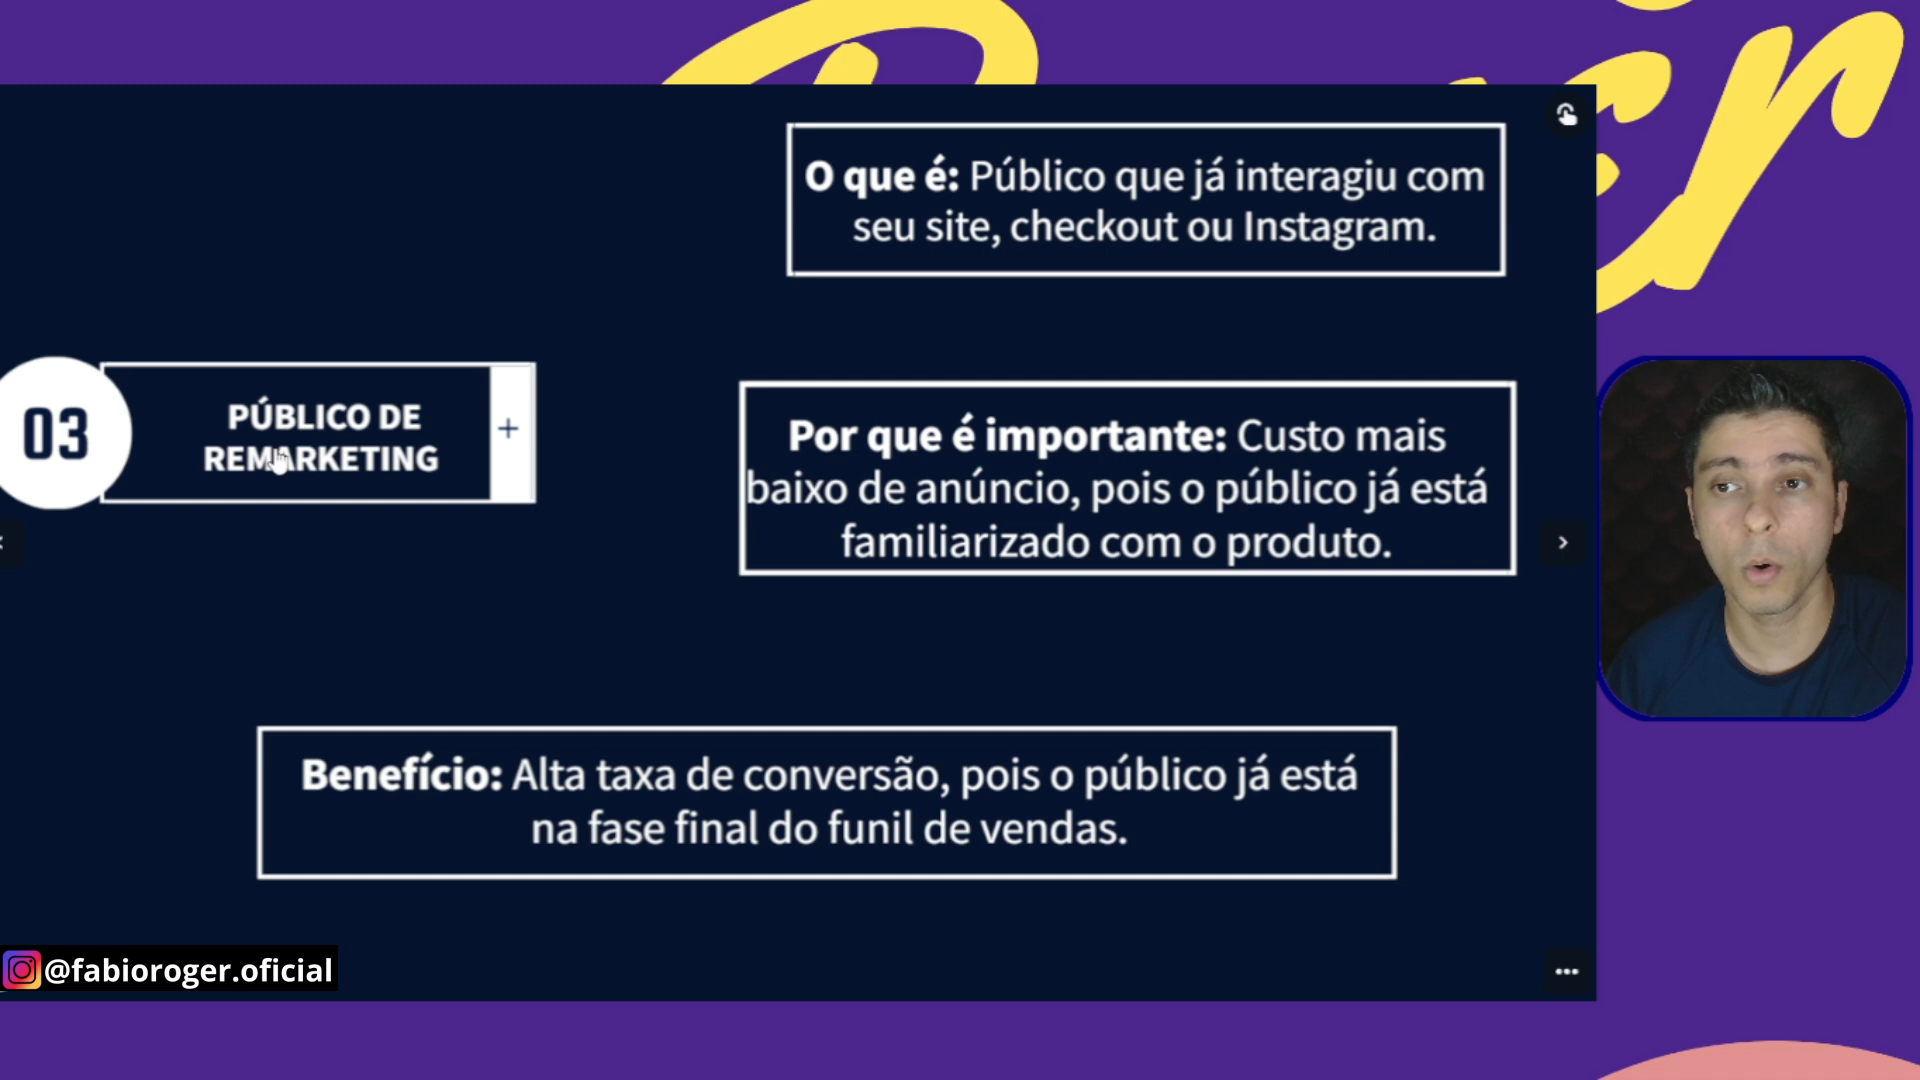 O que é: Público que já interagiu com
seu site, checkout ou Instagram.
03
PÚBLICO DE
REMARKETING
+
Por que é importante: Custo mais
baixo de anúncio, pois o público já está
familiarizado com o produto.
Benefício: Alta taxa de conversão, pois o público já está
na fase final do funil de vendas.
@fabioroger.oficial